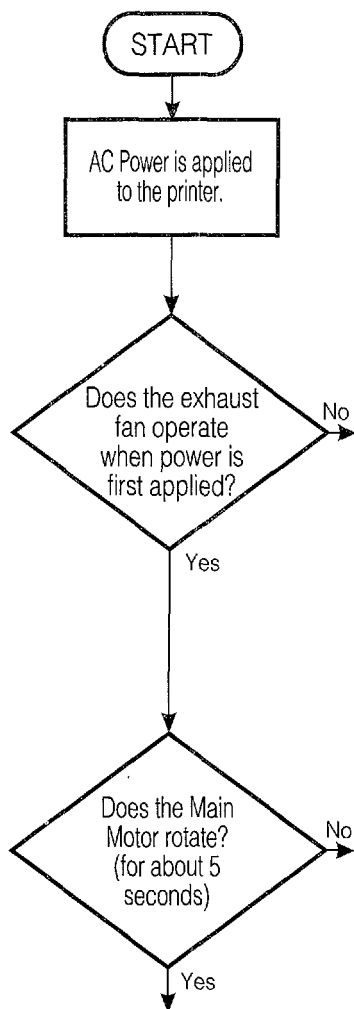 START
AC Power is applied
to the printer.
Does the exhaust
fan operate
when power is
first applied?
No
Yes
Does the Main
Motor rotate?
(for about 5
seconds)
No
Yes